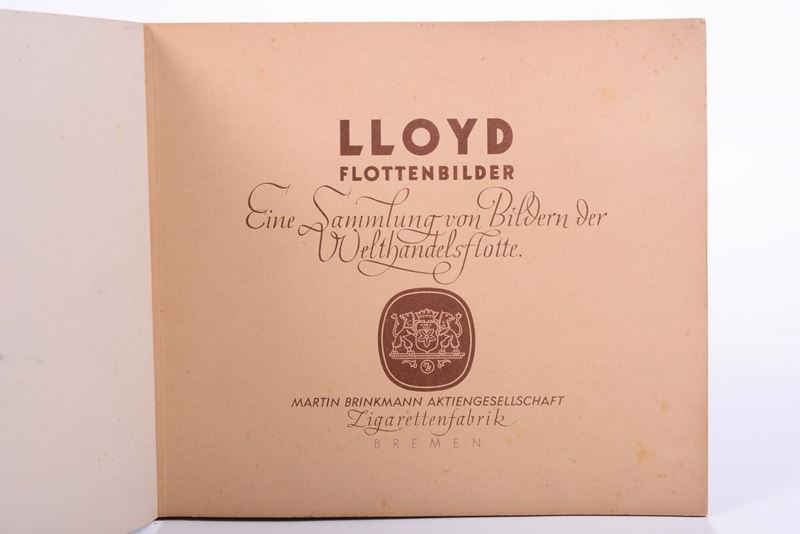 LLOYD
FLOTTENBILDER
Eine Sammlung von Bildern der
Welthandelsflotte.
MARTIN BRINKMANN AKTIENGESELLSCHAFT
Zigarettenfabrik
BREMEN